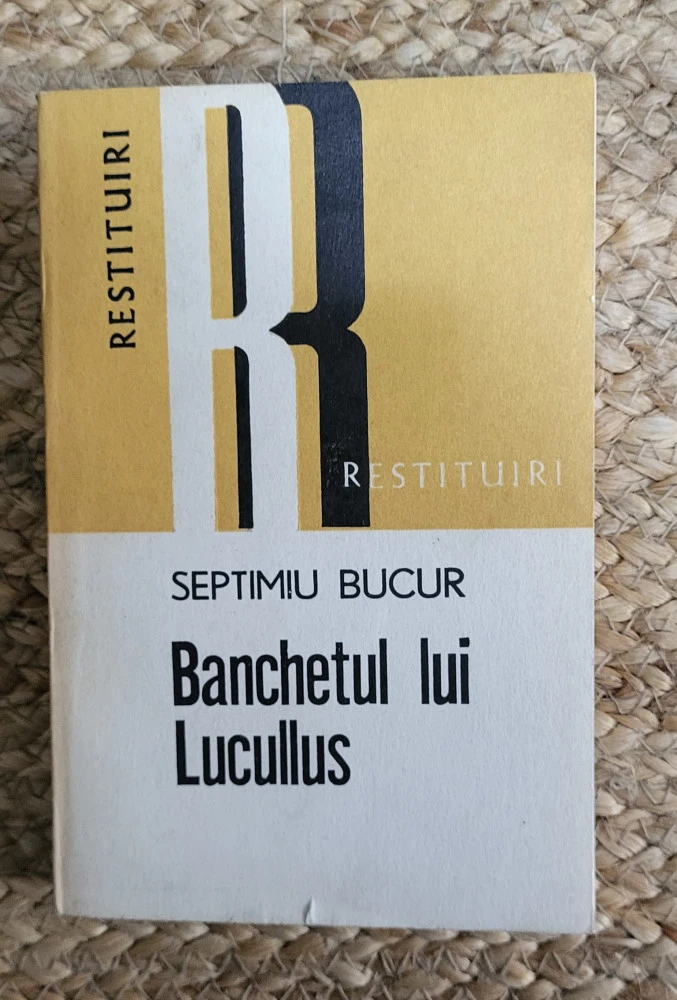 RESTITUIRI
RESTITUIRI
SEPTIMIU BUCUR
Banchetul lui
Lucullus